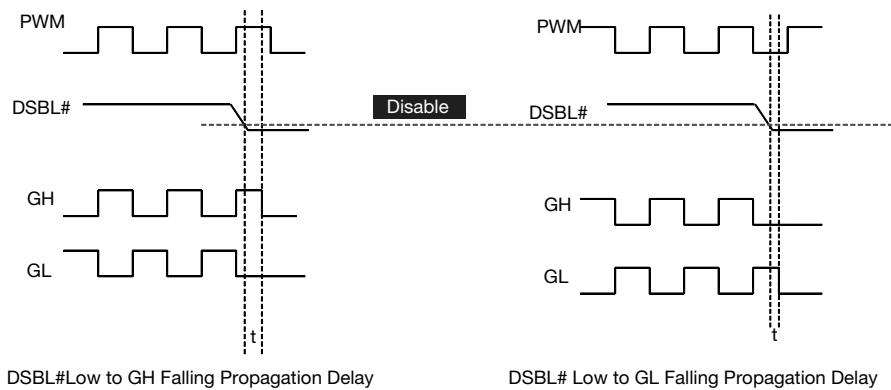 PWM
DSBL#
GH
GL
t
DSBL#Low to GH Falling Propagation Delay
Disable
PWM
DSBL#
GH
GL
t
DSBL# Low to GL Falling Propagation Delay